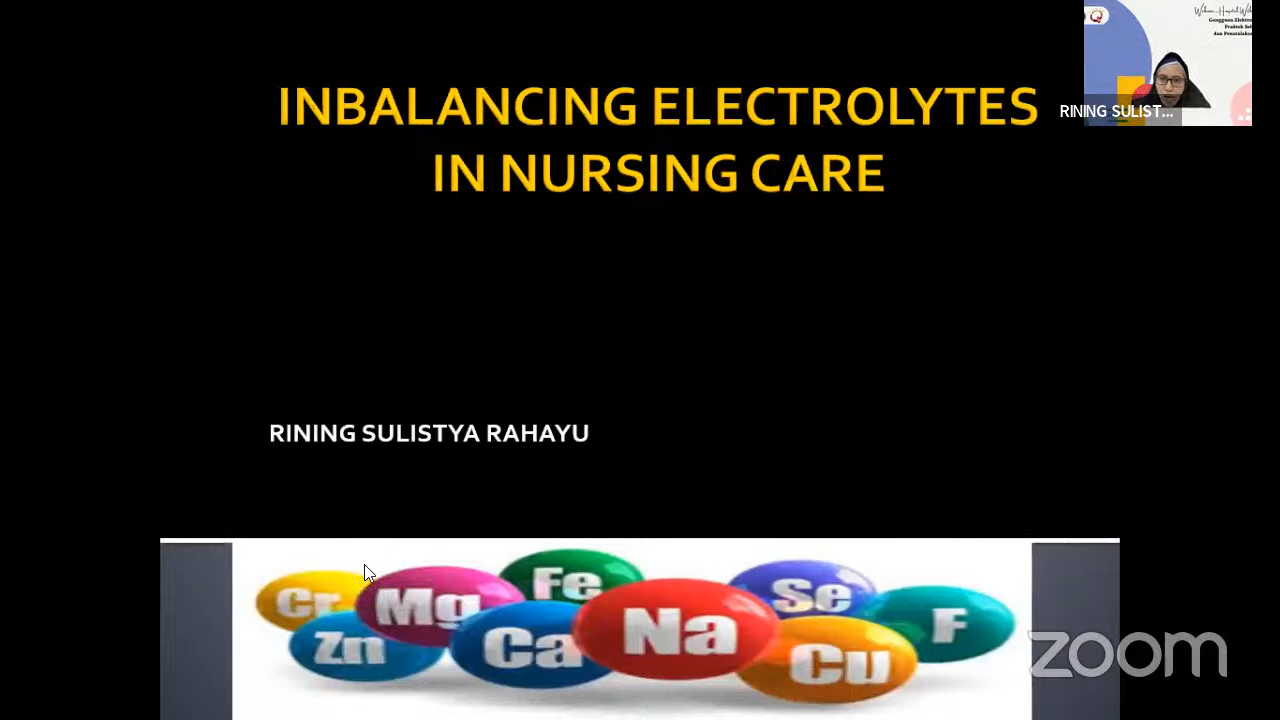 INBALANCING ELECTROLYTES
IN NURSING CARE
RINING SULIST...
RINING SULISTYA RAHAYU
Cr
Mg
Fe
Zn
Ca
Na
Se
F
Cu
zoom